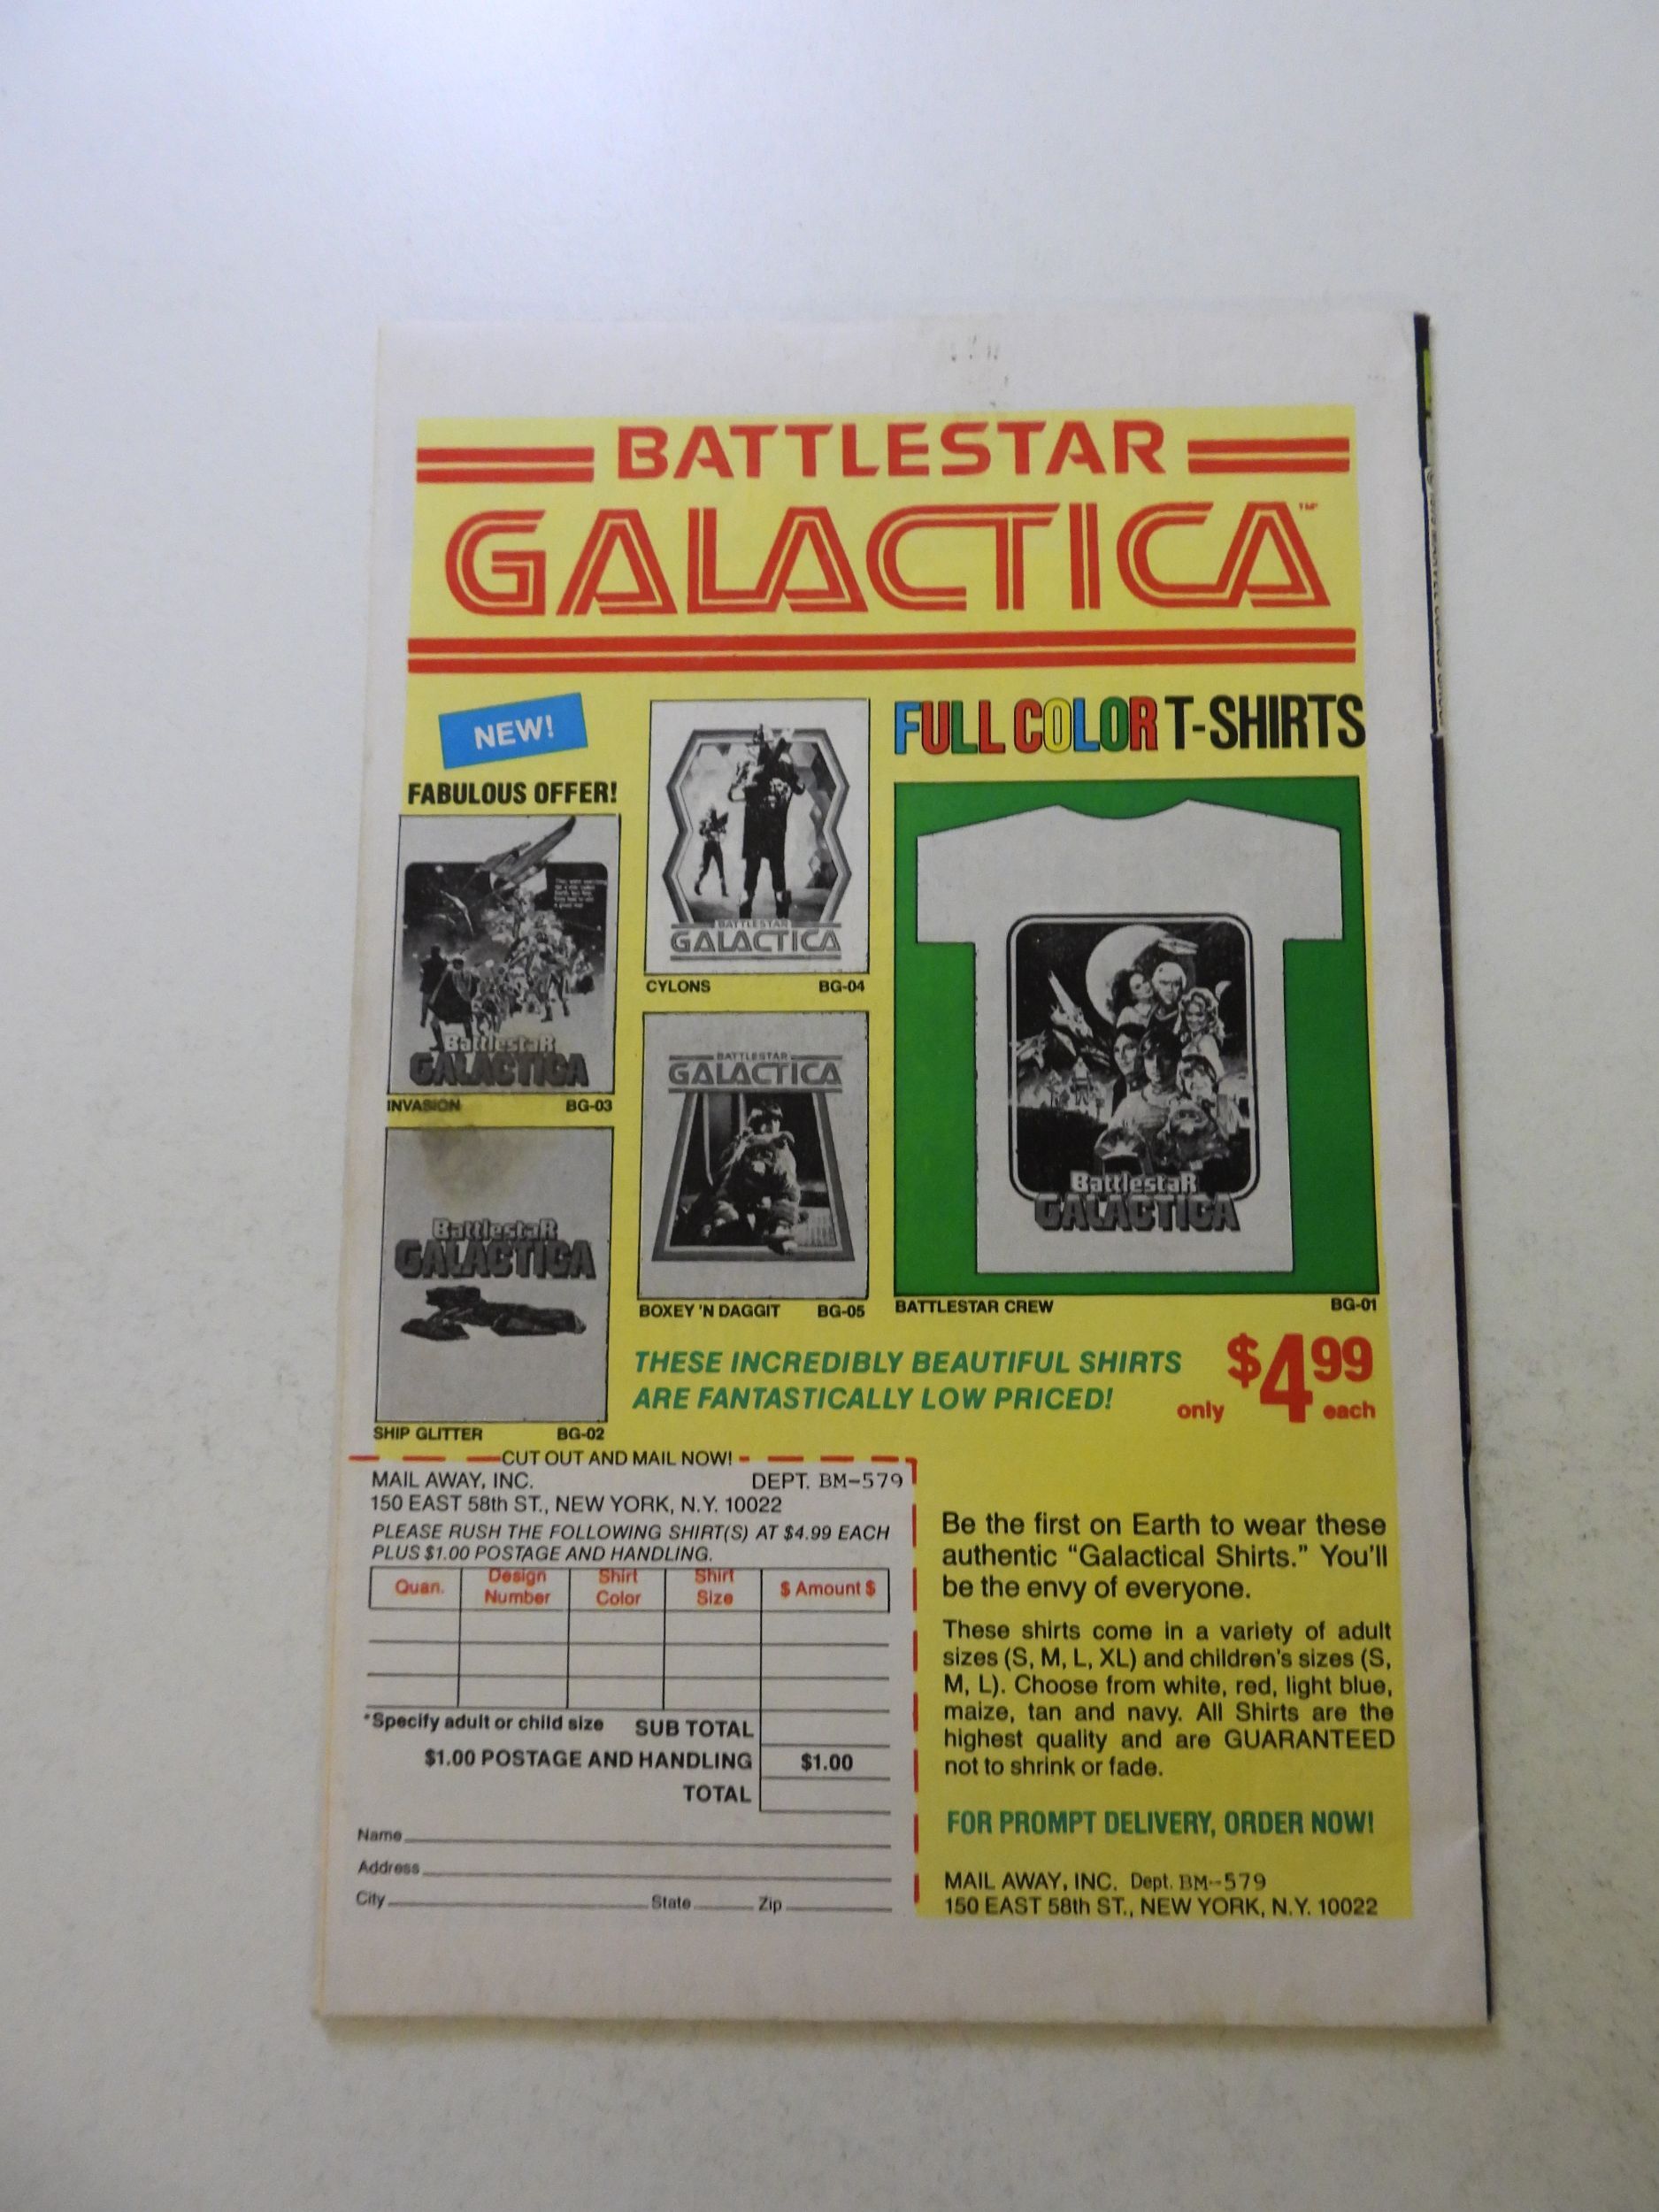 BATTLESTAR
GALACTICA™
NEW!
FABULOUS OFFER!
FULL COLOR T-SHIRTS
BattlestaR
GALACTICA
INVASION BG-03
BATTLESTAR
GALACTICA
CYLONS BG-04
BattlestaR
GALACTICA
SHIP GLITTER BG-02
BATTLESTAR
GALACTICA
BOXEY 'N DAGGIT BG-05
BattlestaR
GALACTICA
BATTLESTAR CREW BG-01
THESE INCREDIBLY BEAUTIFUL SHIRTS
ARE FANTASTICALLY LOW PRICED!
only $4.99 each
CUT OUT AND MAIL NOW!
MAIL AWAY, INC. DEPT. BM-579
150 EAST 58th ST., NEW YORK, N.Y. 10022
PLEASE RUSH THE FOLLOWING SHIRT(S) AT $4.99 EACH
PLUS $1.00 POSTAGE AND HANDLING.
Quan. Design Number Shirt Color Shirt Size $ Amount $
*Specify adult or child size SUB TOTAL
$1.00 POSTAGE AND HANDLING $1.00
TOTAL
Name
Address
City State Zip
Be the first on Earth to wear these
authentic “Galactical Shirts.” You'll
be the envy of everyone.
These shirts come in a variety of adult
sizes (S, M, L, XL) and children's sizes (S,
M, L). Choose from white, red, light blue,
maize, tan and navy. All Shirts are the
highest quality and are GUARANTEED
not to shrink or fade.
FOR PROMPT DELIVERY, ORDER NOW!
MAIL AWAY, INC. Dept. BM--579
150 EAST 58th ST., NEW YORK, N.Y. 10022